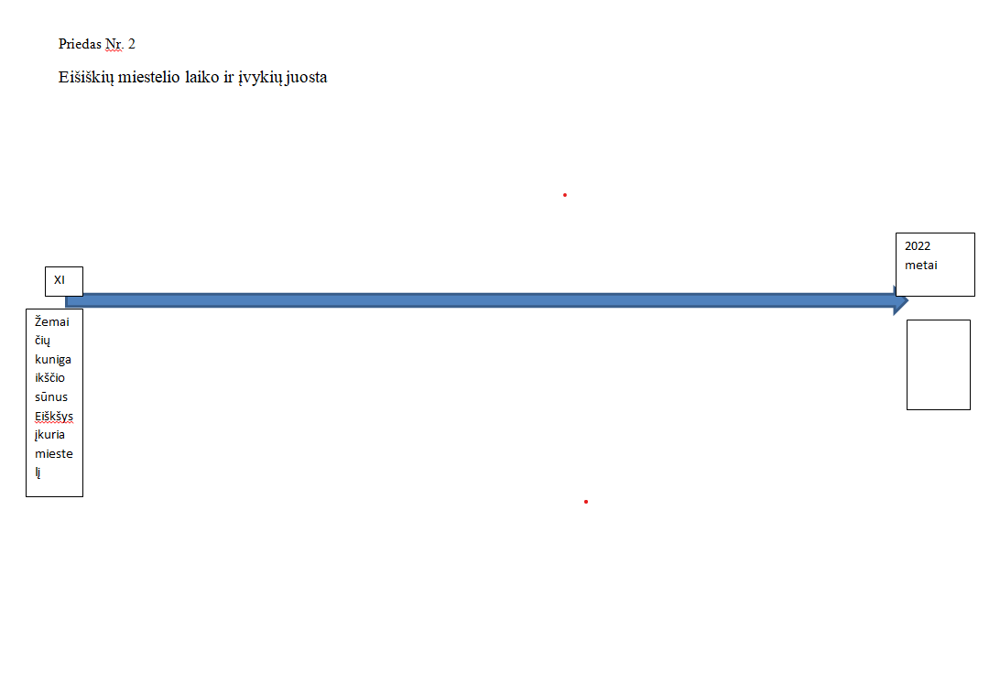 Priedas Nr. 2
Eišiškių miestelio laiko ir įvykių juosta
2022
metai
XI
Žemai
čių
kuniga
ikščio
sūnus
Eiškšys
įkuria
mieste
lį